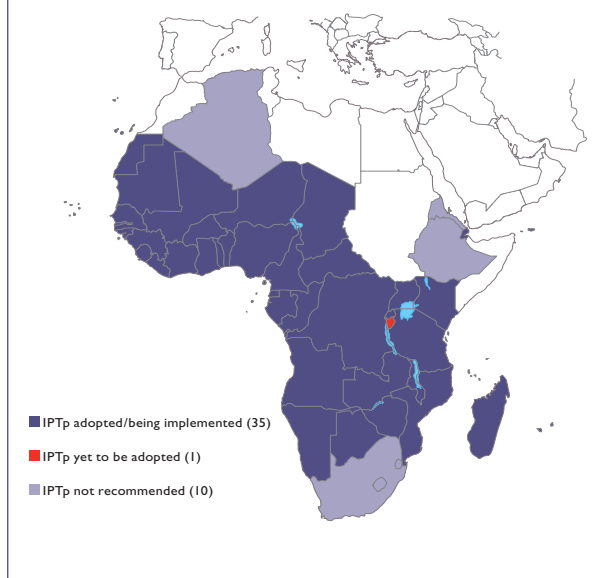 IPTp adopted/being implemented (35)
IPTp yet to be adopted (1)
IPTp not recommended (10)